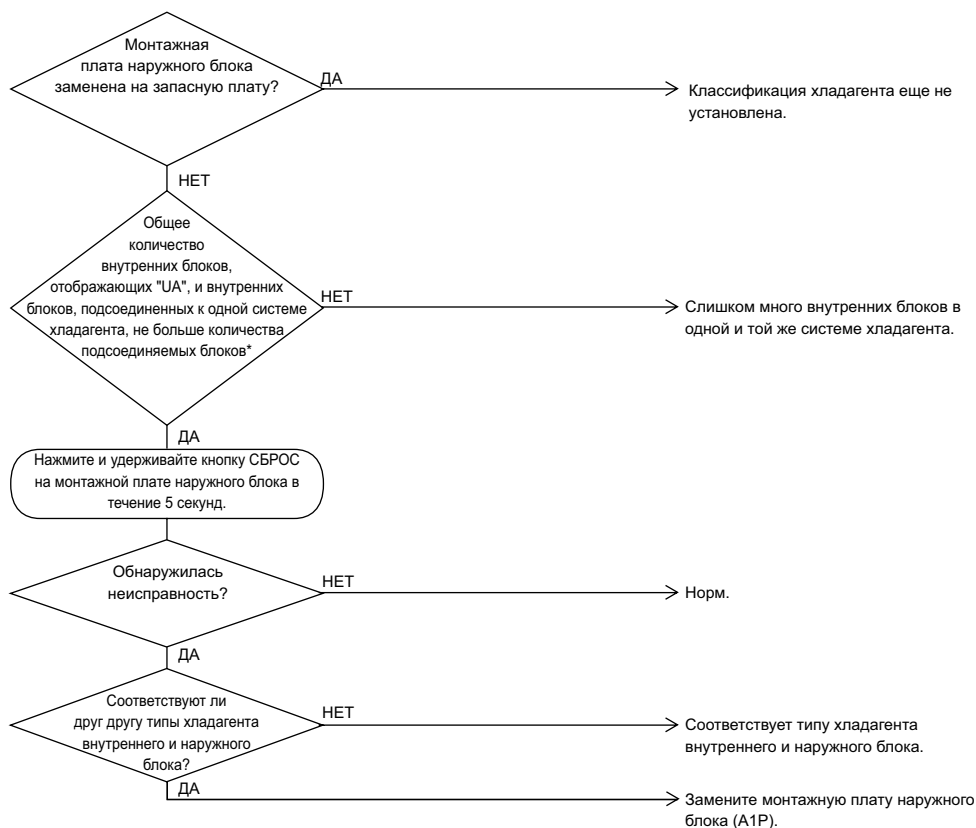 Монтажная
плата наружного блока
заменена на запасную плату?
ДА
Классификация хладагента еще не
установлена.
НЕТ
Общее
количество
внутренних блоков,
отображающих "UA", и внутренних
блоков, подсоединенных к одной системе
хладагента, не больше количества
подсоединяемых блоков*
НЕТ
Слишком много внутренних блоков в
одной и той же системе хладагента.
ДА
Нажмите и удерживайте кнопку СБРОС
на монтажной плате наружного блока в
течение 5 секунд.
Обнаружилась
неисправность?
НЕТ
Норм.
ДА
Соответствуют ли
друг другу типы хладагента
внутреннего и наружного
блока?
НЕТ
Соответствует типу хладагента
внутреннего и наружного блока.
ДА
Замените монтажную плату наружного
блока (A1P).